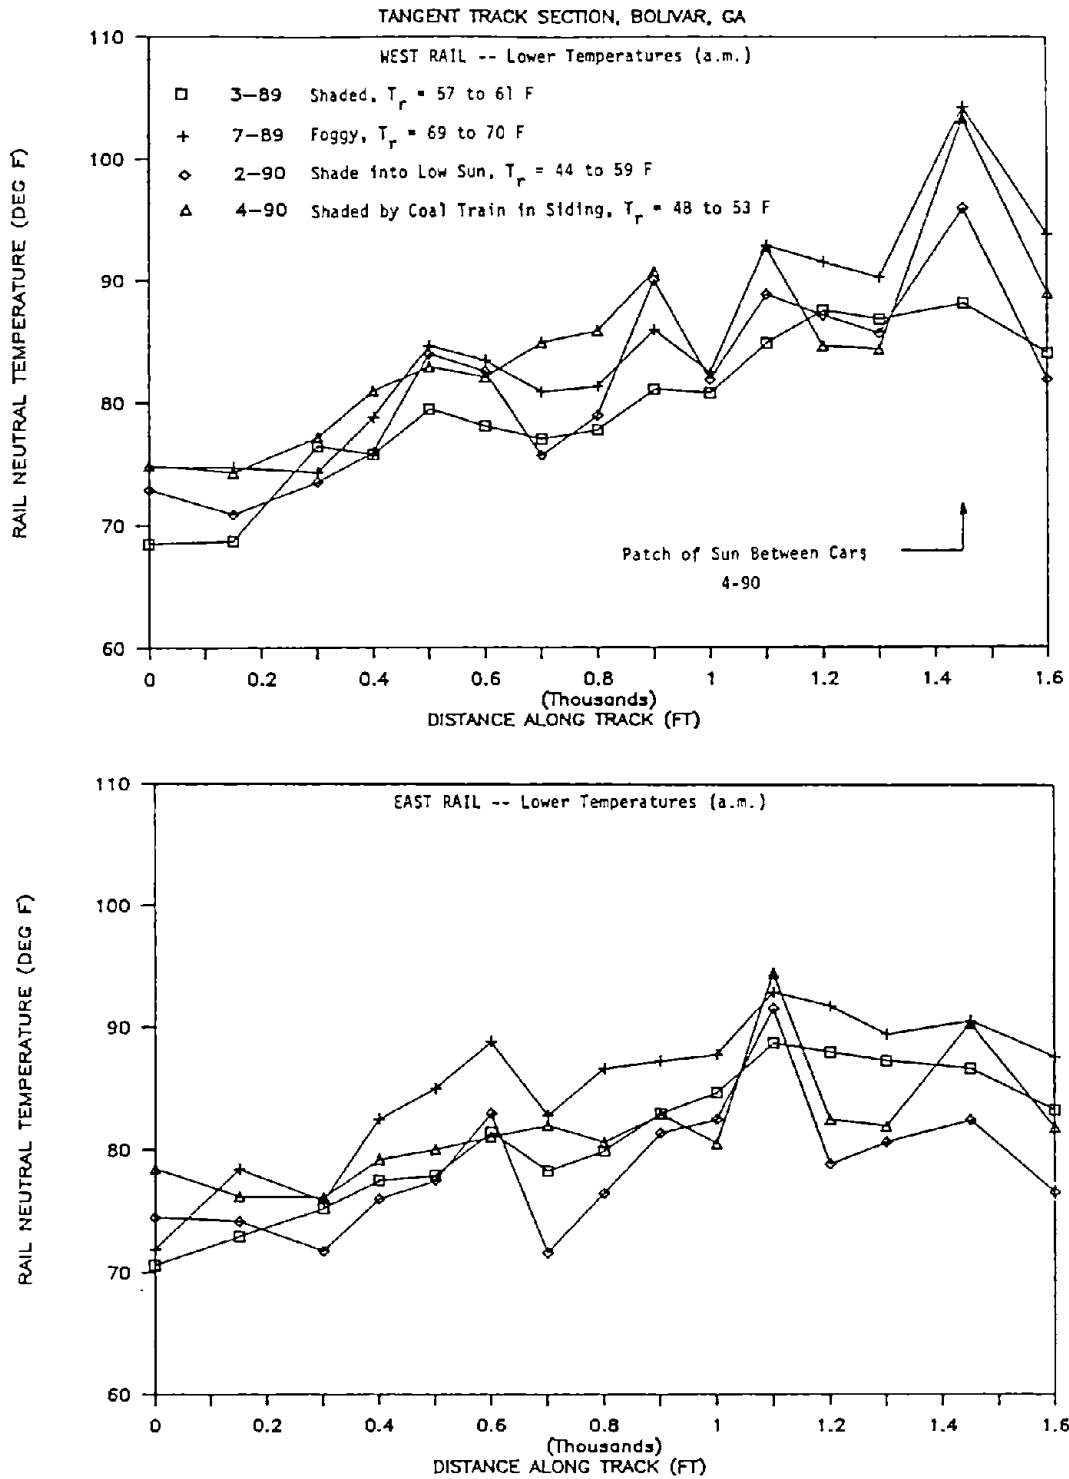 TANGENT TRACK SECTION, BOLIVAR, GA
WEST RAIL -- Lower Temperatures (a.m.)
3-89 Shaded, Tr = 57 to 61 F
7-89 Foggy, Tr = 69 to 70 F
2-90 Shade into Low Sun, Tr = 44 to 59 F
4-90 Shaded by Coal Train in Siding, Tr = 48 to 53 F
RAIL NEUTRAL TEMPERATURE (DEG F)
110
100
90
80
70
60
Patch of Sun Between Cars
4-90
0 0.2 0.4 0.6 0.8 1 1.2 1.4 1.6
(Thousands)
DISTANCE ALONG TRACK (FT)
EAST RAIL -- Lower Temperatures (a.m.)
RAIL NEUTRAL TEMPERATURE (DEG F)
110
100
90
80
70
60
0 0.2 0.4 0.6 0.8 1 1.2 1.4 1.6
(Thousands)
DISTANCE ALONG TRACK (FT)